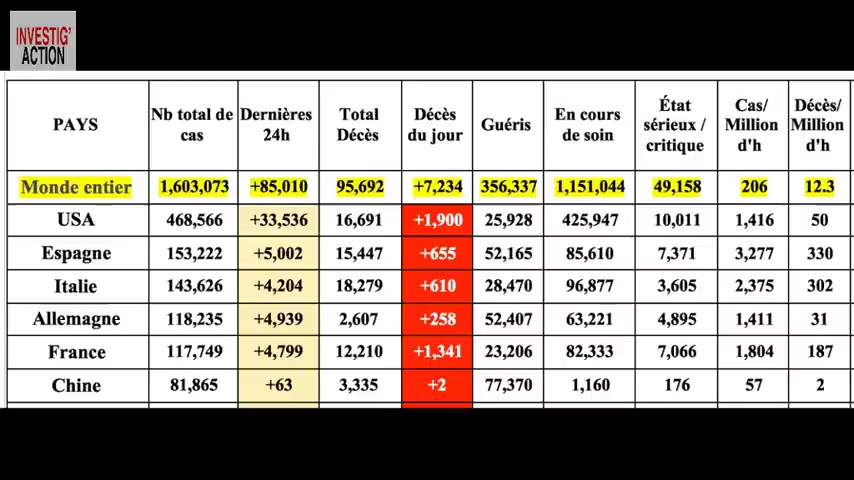 INVESTIG'
ACTION
PAYS Nb total de cas Dernières 24h Total Décès Décès du jour Guéris En cours de soin État sérieux / critique Cas/ Million d'h Décès/ Million d'h
Monde entier 1,603,073 +85,010 95,692 +7,234 356,337 1,151,044 49,158 206 12.3
USA 468,566 +33,536 16,691 +1,900 25,928 425,947 10,011 1,416 50
Espagne 153,222 +5,002 15,447 +655 52,165 85,610 7,371 3,277 330
Italie 143,626 +4,204 18,279 +610 28,470 96,877 3,605 2,375 302
Allemagne 118,235 +4,939 2,607 +258 52,407 63,221 4,895 1,411 31
France 117,749 +4,799 12,210 +1,341 23,206 82,333 7,066 1,804 187
Chine 81,865 +63 3,335 +2 77,370 1,160 176 57 2